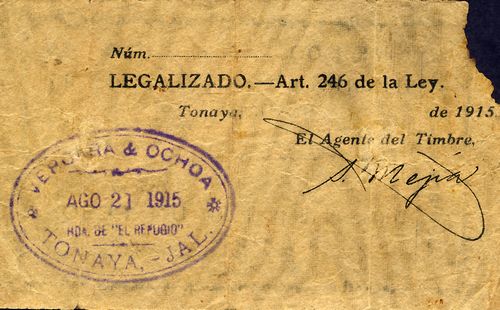 Núm.
LEGALIZADO.—Art. 246 de la Ley.
Tonaya, de 1915
El Agente del Timbre,
S. Mejia
VERGARA & OCHOA
AGO 21 1915
HDA. DE "EL REFUGIO"
TONAYA, - JAL.